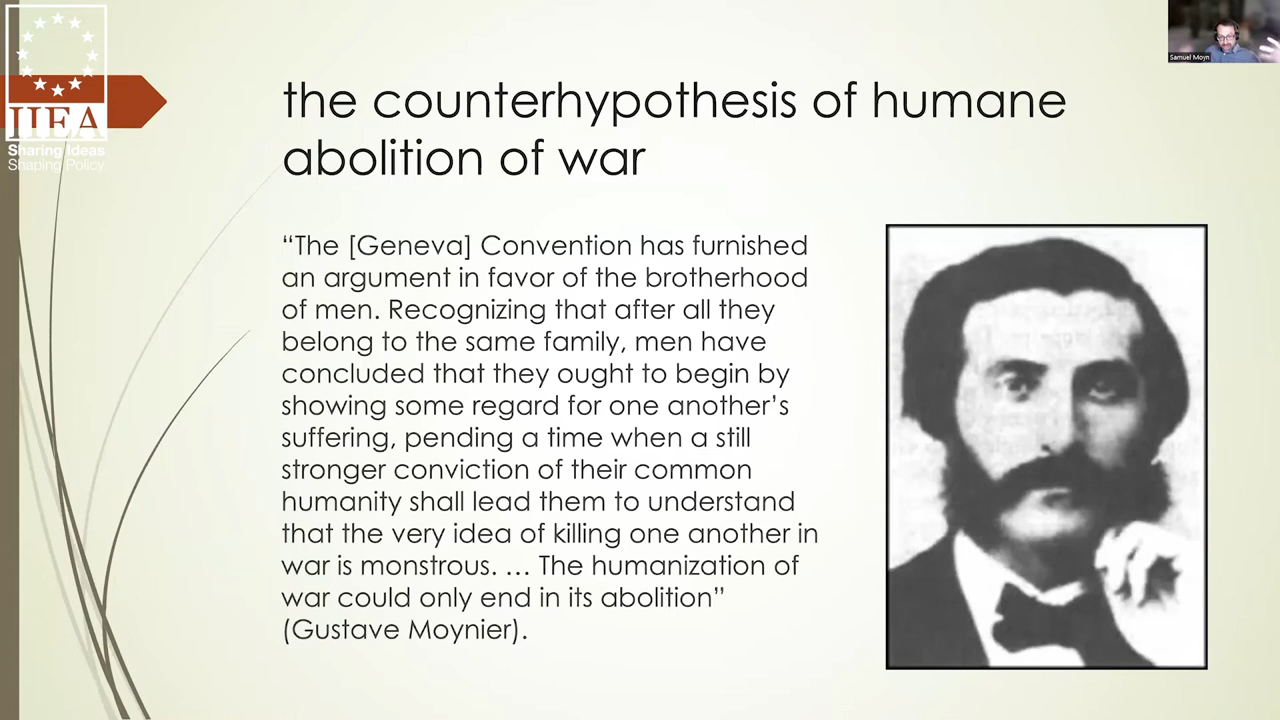 IIEA
Sharing Ideas
Shaping Policy
Samuel Moyn
the counterhypothesis of humane
abolition of war
“The [Geneva] Convention has furnished
an argument in favor of the brotherhood
of men. Recognizing that after all they
belong to the same family, men have
concluded that they ought to begin by
showing some regard for one another’s
suffering, pending a time when a still
stronger conviction of their common
humanity shall lead them to understand
that the very idea of killing one another in
war is monstrous. … The humanization of
war could only end in its abolition”
(Gustave Moynier).